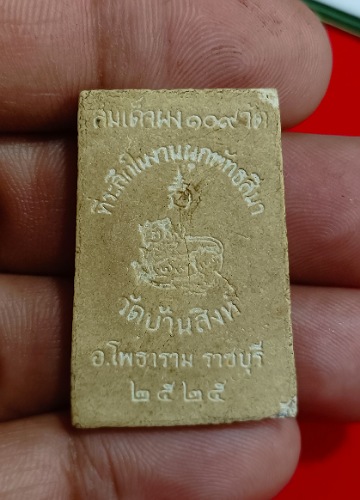 สมเด็จผง ๑๐๙ วัด
ที่ระลึกในงานผูกพัทธสีมา
วัดบ้านสิงห์
อ.โพธาราม ราชบุรี
๒๕๒๕